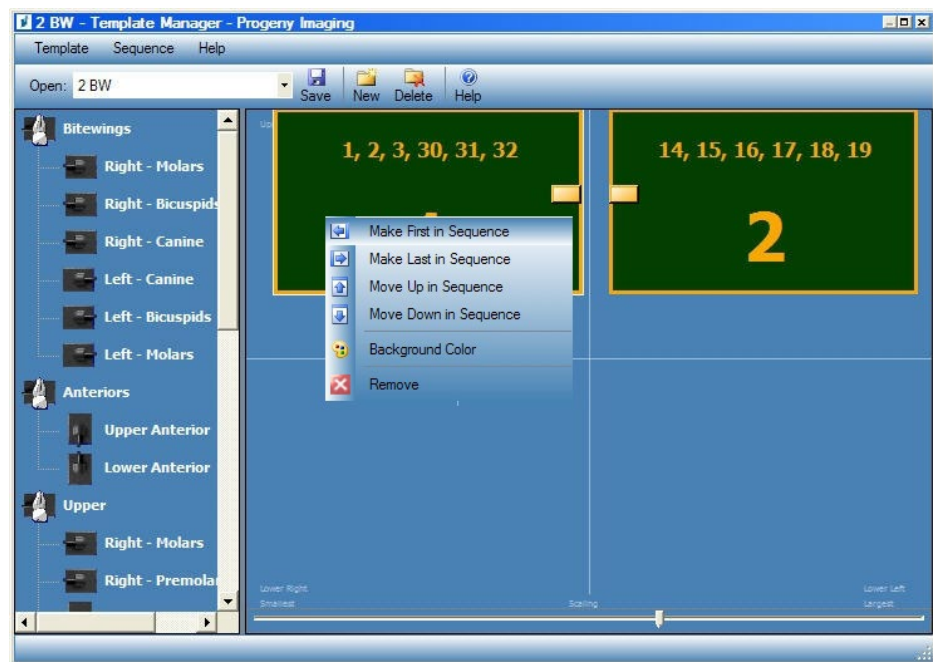 2 BW - Template Manager - Progeny Imaging
Template Sequence Help
Open: 2 BW
Save New Delete Help
Bitewings
Right - Molars
Right - Bicuspids
Right - Canine
Left - Canine
Left - Bicuspids
Left - Molars
Anteriors
Upper Anterior
Lower Anterior
Upper
Right - Molars
Right - Premolar
Up
1, 2, 3, 30, 31, 32
14, 15, 16, 17, 18, 19
2
Make First in Sequence
Make Last in Sequence
Move Up in Sequence
Move Down in Sequence
Background Color
Remove
Lower Right
Lower Left
Smallest
Scaling
Largest